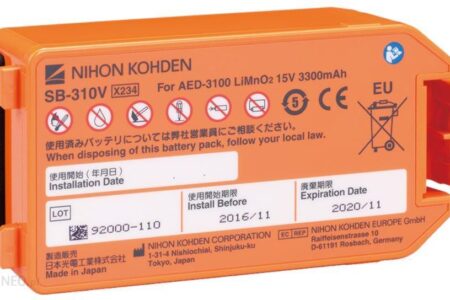 NIHON KOHDEN
SB-310V X234 For AED-3100 LiMnO2 15V 3300mAh
5
EU
使用済みバッテリについては弊社営業員にご相談ください。
When disposing of this battery pack, follow your local law.
使用開始（年月日）
Installation Date
使用開始期限
Install Before
2016/11
廃棄期限
Expiration Date
2020/11
LOT 92000-110
製造販売
日本光電工業株式会社
Made in Japan
NIHON KOHDEN CORPORATION
1-31-4 Nishiochiai, Shinjuku-ku
Tokyo, Japan
EC REP NIHON KOHDEN EUROPE GmbH
Raiffeisenstrasse 10
D-61191 Rosbach, Germany